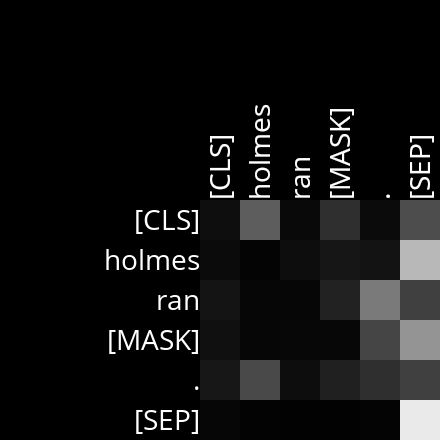 [CLS] holmes ran [MASK] . [SEP]
[CLS]
holmes
ran
[MASK]
.
[SEP]